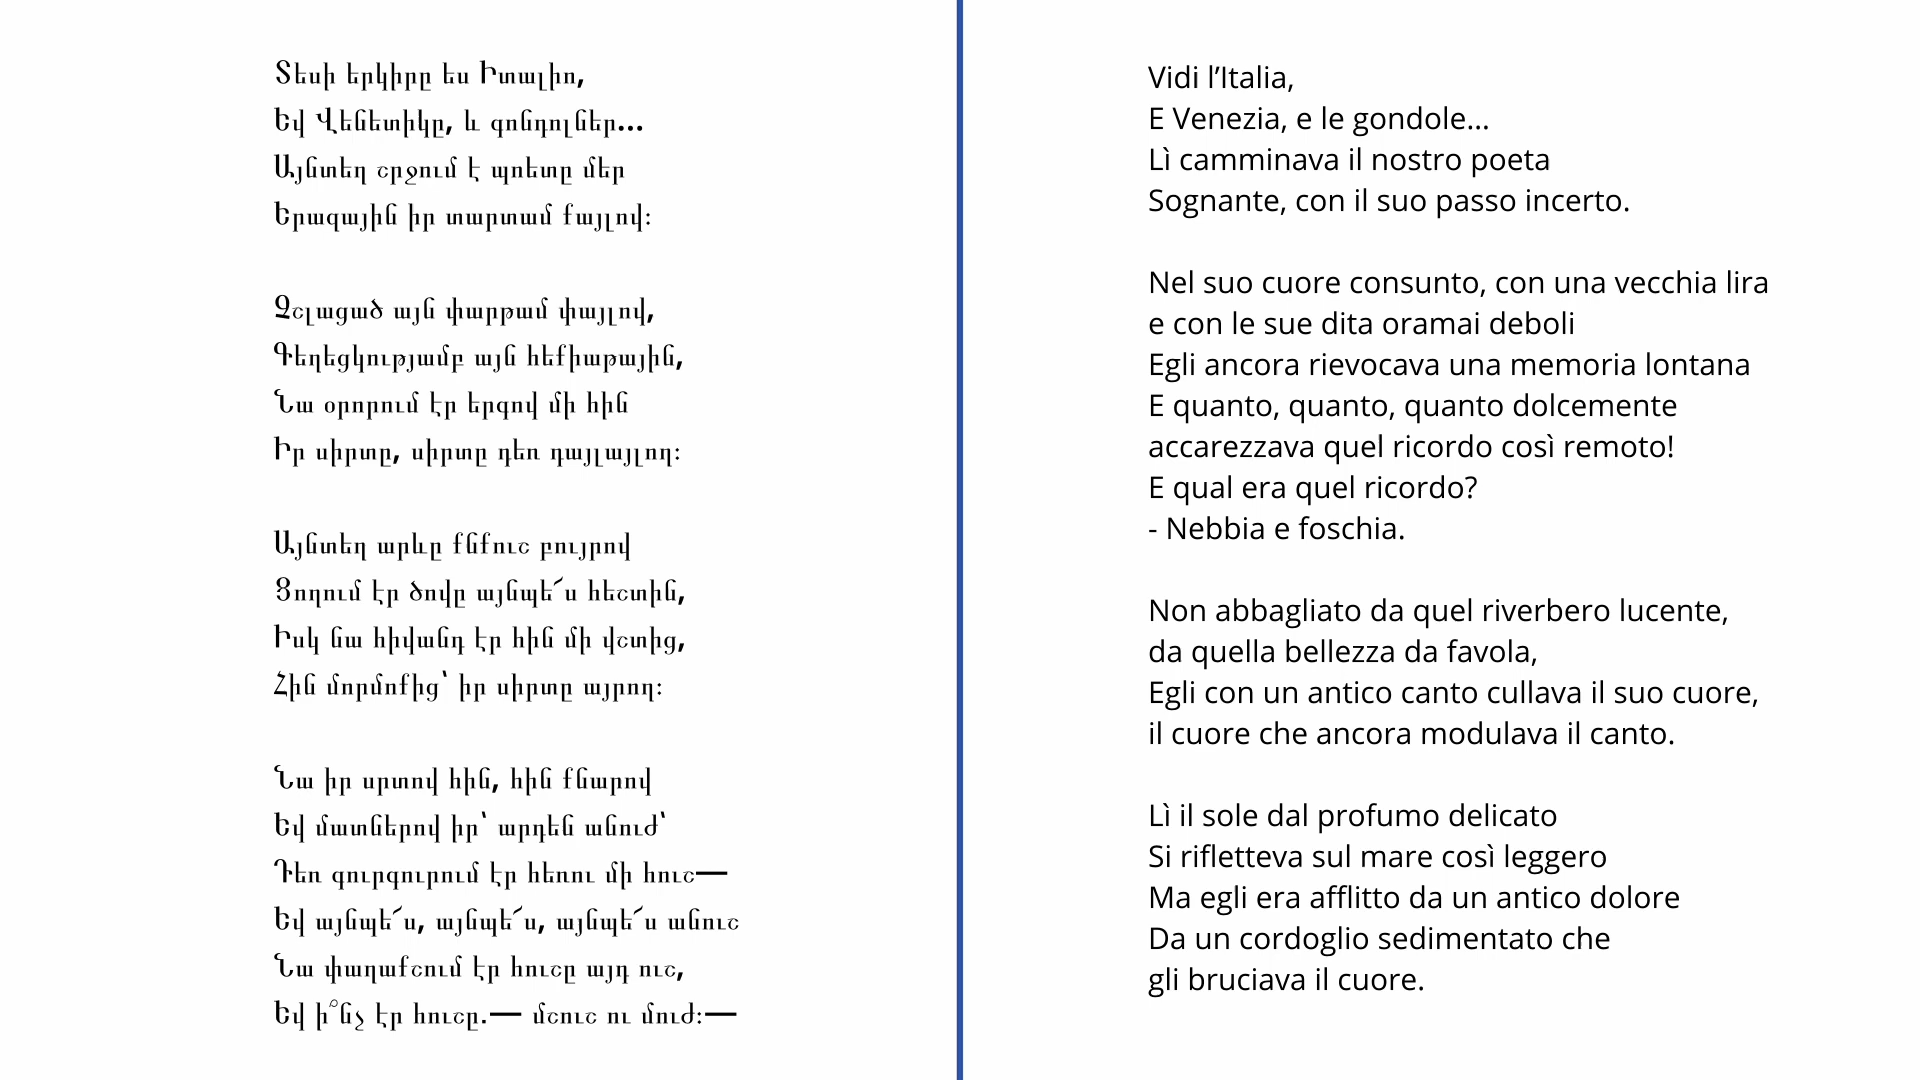 Տեսի երկիրը ես Իտալիո,
Եվ Վենետիկը, և գոնդոլներ...
Այնտեղ շրջում է պոետը մեր
Երազային իր տարտամ քայլով։
Չշլացած այն փարթամ փայլով,
Գեղեցկությամբ այն հեքիաթային,
Նա օրորում էր երգով մի հին
Իր սիրտը, սիրտը դեռ դայլայլող։
Այնտեղ արևը քնքուշ բույրով
Ցողում էր ծովը այնպե՜ս հեշտին,
Իսկ նա հիվանդ էր հին մի վշտից,
Հին մորմոքից՝ իր սիրտը այրող։
Նա իր սրտով հին, հին քնարով
Եվ մատներով իր՝ արդեն անուժ՝
Դեռ գուրգուրում էր հեռու մի հուշ—
Եվ այնպե՜ս, այնպե՜ս, այնպե՜ս անուշ
Նա փաղաքշում էր հուշը այդ ուշ,
Եվ ի՞նչ էր հուշը.— մշուշ ու մուժ։—
Vidi l’Italia,
E Venezia, e le gondole...
Lì camminava il nostro poeta
Sognante, con il suo passo incerto.
Nel suo cuore consunto, con una vecchia lira
e con le sue dita oramai deboli
Egli ancora rievocava una memoria lontana
E quanto, quanto, quanto dolcemente
accarezzava quel ricordo così remoto!
E qual era quel ricordo?
- Nebbia e foschia.
Non abbagliato da quel riverbero lucente,
da quella bellezza da favola,
Egli con un antico canto cullava il suo cuore,
il cuore che ancora modulava il canto.
Lì il sole dal profumo delicato
Si rifletteva sul mare così leggero
Ma egli era afflitto da un antico dolore
Da un cordoglio sedimentato che
gli bruciava il cuore.